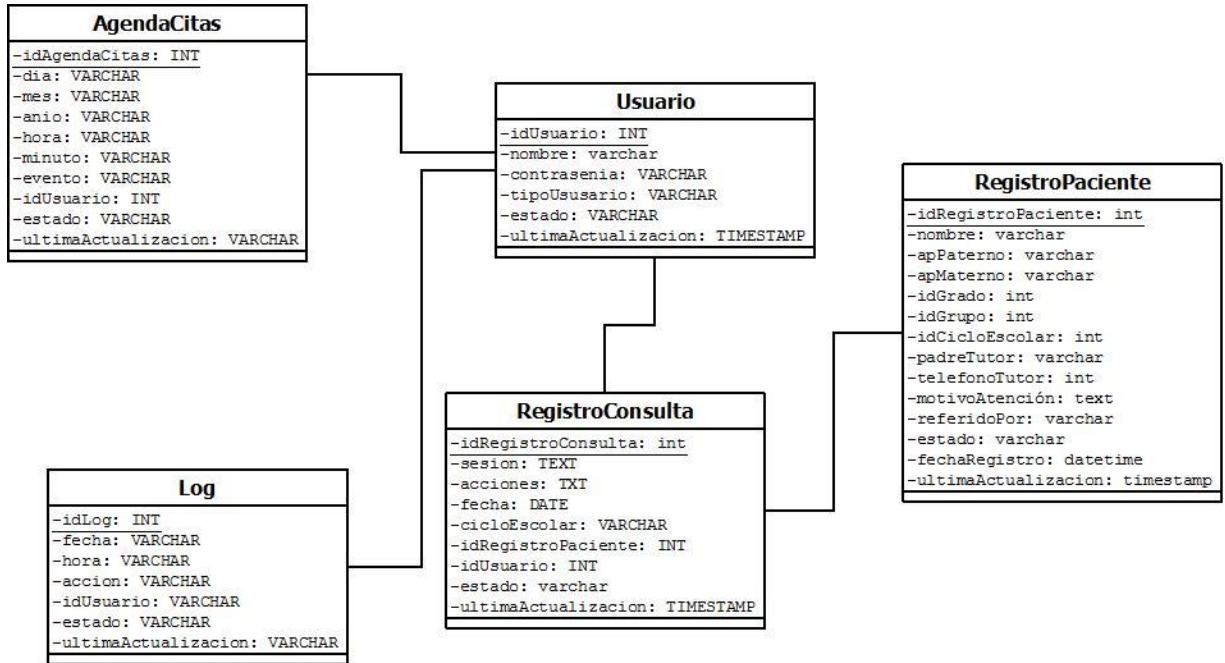 AgendaCitas
-idAgendaCitas: INT
-dia: VARCHAR
-mes: VARCHAR
-anio: VARCHAR
-hora: VARCHAR
-minuto: VARCHAR
-evento: VARCHAR
-idUsuario: INT
-estado: VARCHAR
-ultimaActualizacion: VARCHAR
Usuario
-idUsuario: INT
-nombre: varchar
-contrasenia: VARCHAR
-tipoUsusario: VARCHAR
-estado: VARCHAR
-ultimaActualizacion: TIMESTAMP
RegistroPaciente
-idRegistroPaciente: int
-nombre: varchar
-apPaterno: varchar
-apMaterno: varchar
-idGrado: int
-idGrupo: int
-idCicloEscolar: int
-padreTutor: varchar
-telefonoTutor: int
-motivoAtención: text
-referidoPor: varchar
-estado: varchar
-fechaRegistro: datetime
-ultimaActualizacion: timestamp
RegistroConsulta
-idRegistroConsulta: int
-sesion: TEXT
-acciones: TXT
-fecha: DATE
-cicloEscolar: VARCHAR
-idRegistroPaciente: INT
-idUsuario: INT
-estado: varchar
-ultimaActualizacion: TIMESTAMP
Log
-idLog: INT
-fecha: VARCHAR
-hora: VARCHAR
-accion: VARCHAR
-idUsuario: VARCHAR
-estado: VARCHAR
-ultimaActualizacion: VARCHAR